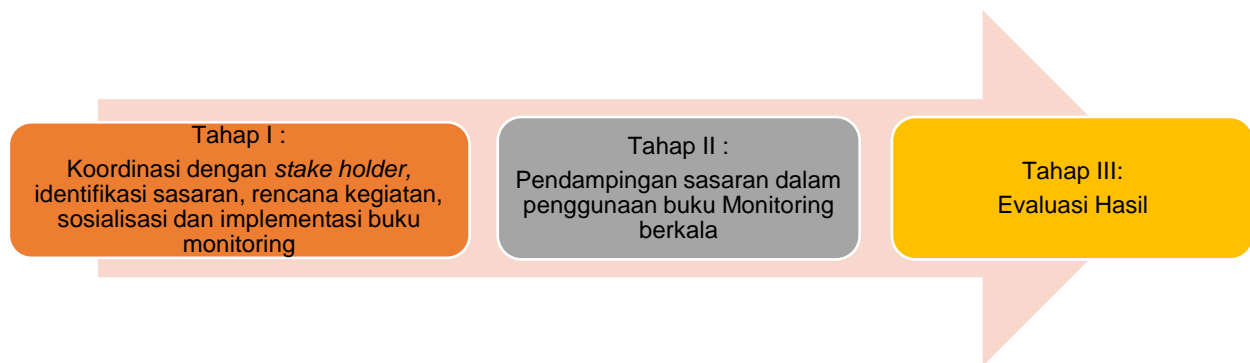 Tahap I :
Koordinasi dengan stake holder,
identifikasi sasaran, rencana kegiatan,
sosialisasi dan implementasi buku
monitoring
Tahap II :
Pendampingan sasaran dalam
penggunaan buku Monitoring
berkala
Tahap III:
Evaluasi Hasil